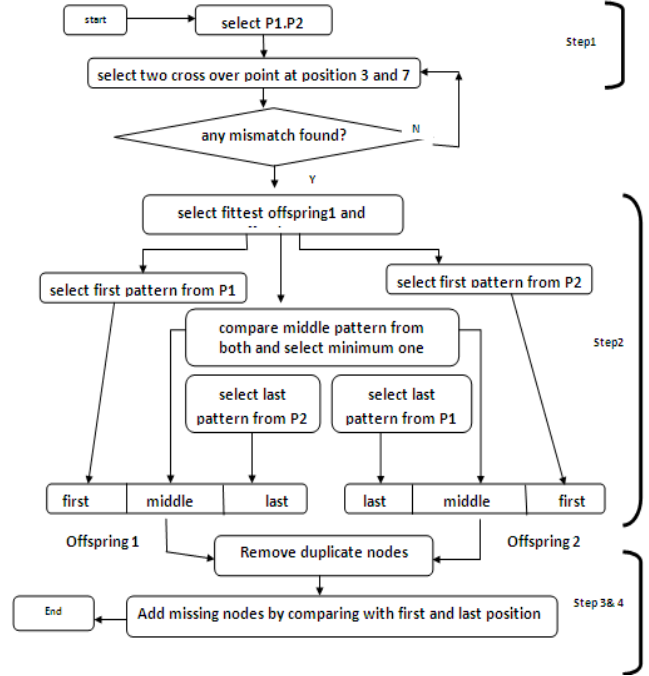 start
select P1.P2
Step1
select two cross over point at position 3 and 7
any mismatch found?
N
Y
select fittest offspring1 and
select first pattern from P1
select first pattern from P2
compare middle pattern from
both and select minimum one
Step2
select last
pattern from P2
select last
pattern from P1
first middle last
last middle first
Offspring 1
Offspring 2
Remove duplicate nodes
Step 3& 4
End
Add missing nodes by comparing with first and last position